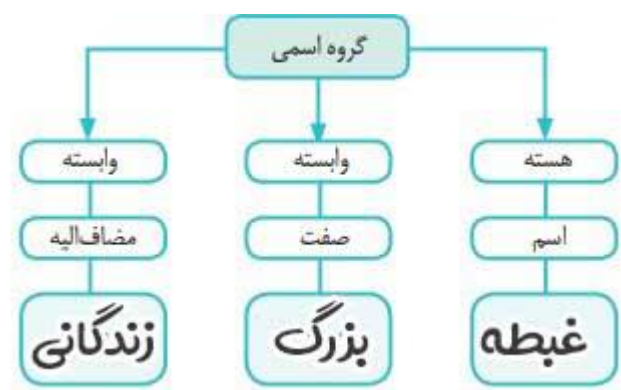 گروه اسمی
هسته وابسته وابسته
اسم صفت مضاف‌الیه
غبطه بزرگ زندگانی